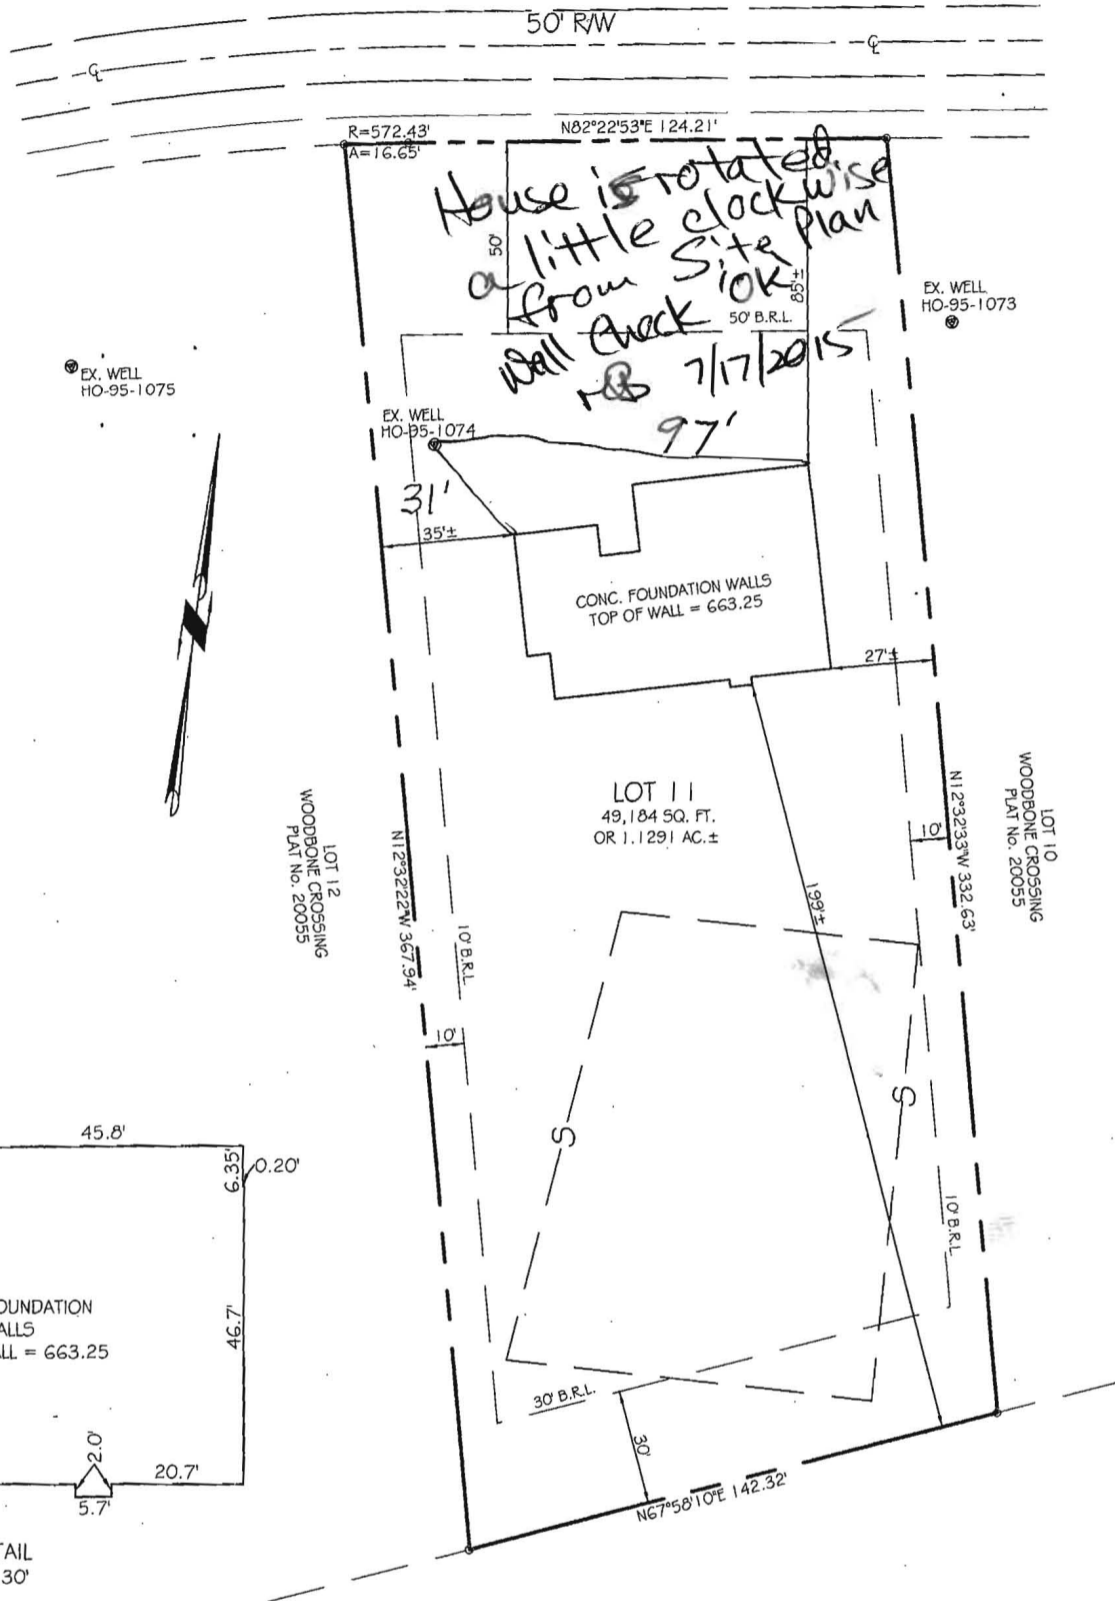 50' R/W
℄
℄
R=572.43'
A=16.65'
N82°22'53"E 124.21'
House is rotated
a little clockwise
from Site Plan
Wall Check iOK
7/17/2015
50'
85'±
50' B.R.L.
EX. WELL
HO-95-1073
EX. WELL
HO-95-1075
EX. WELL
HO-95-1074
97'
31'
35'±
CONC. FOUNDATION WALLS
TOP OF WALL = 663.25
27'±
LOT 11
49,184 SQ. FT.
OR 1.1291 AC.±
LOT 12
WOODBONE CROSSING
PLAT No. 20055
N12°32'22"W 367.94'
10' B.R.L.
10'
199'±
10'
N12°32'33"W 332.63'
LOT 10
WOODBONE CROSSING
PLAT No. 20055
S
S
10' B.R.L.
30' B.R.L.
30'
N67°58'10"E 142.32'
45.8'
6.35'
0.20'
OUNDATION
ALLS
ALL = 663.25
46.7'
2.0'
20.7'
5.7'
TAIL
30'